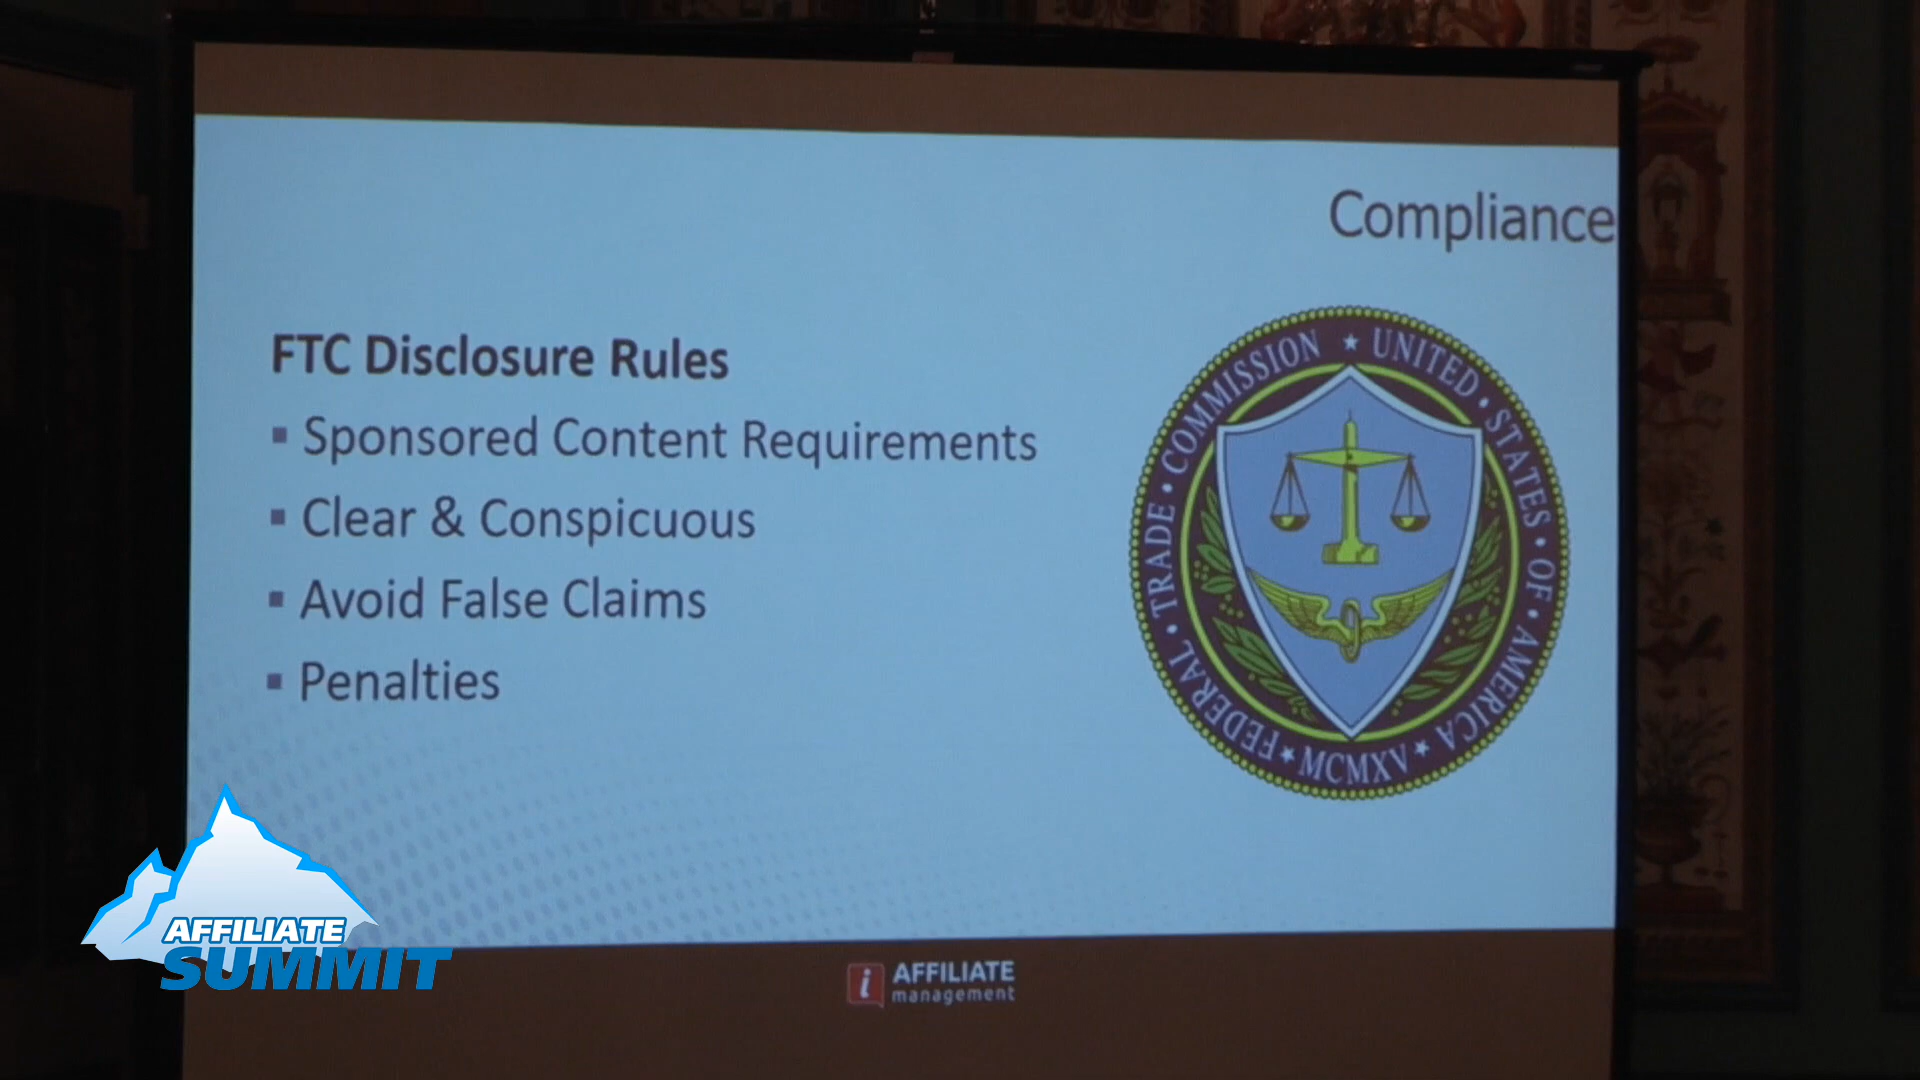 Compliance
FTC Disclosure Rules
▪ Sponsored Content Requirements
▪ Clear & Conspicuous
▪ Avoid False Claims
▪ Penalties
FEDERAL • TRADE • COMMISSION ★ UNITED • STATES • OF • AMERICA ★ MCMXV ★
AFFILIATE
SUMMIT
i AFFILIATE
management